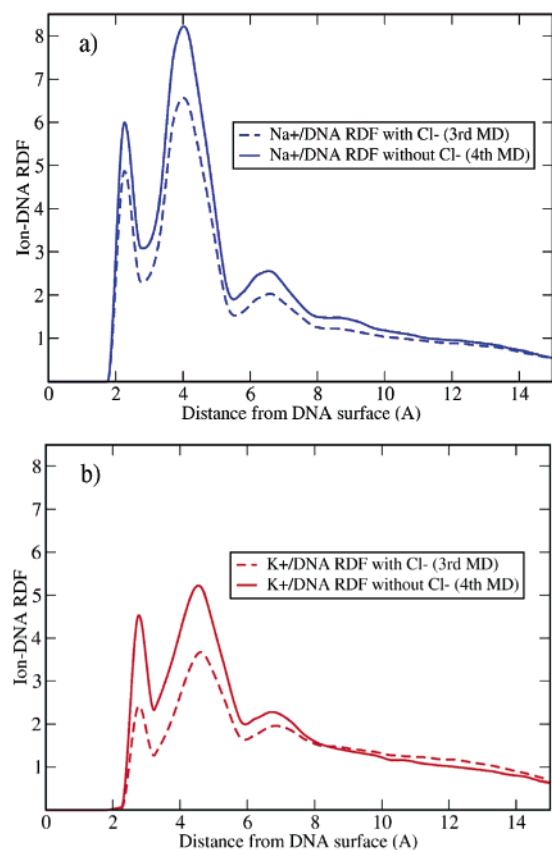 a)
8
7
6
5
4
3
2
1
Ion-DNA RDF
Na+/DNA RDF with Cl- (3rd MD)
Na+/DNA RDF without Cl- (4th MD)
0 2 4 6 8 10 12 14
Distance from DNA surface (A)
b)
8
7
6
5
4
3
2
1
Ion-DNA RDF
K+/DNA RDF with Cl- (3rd MD)
K+/DNA RDF without Cl- (4th MD)
0 2 4 6 8 10 12 14
Distance from DNA surface (A)